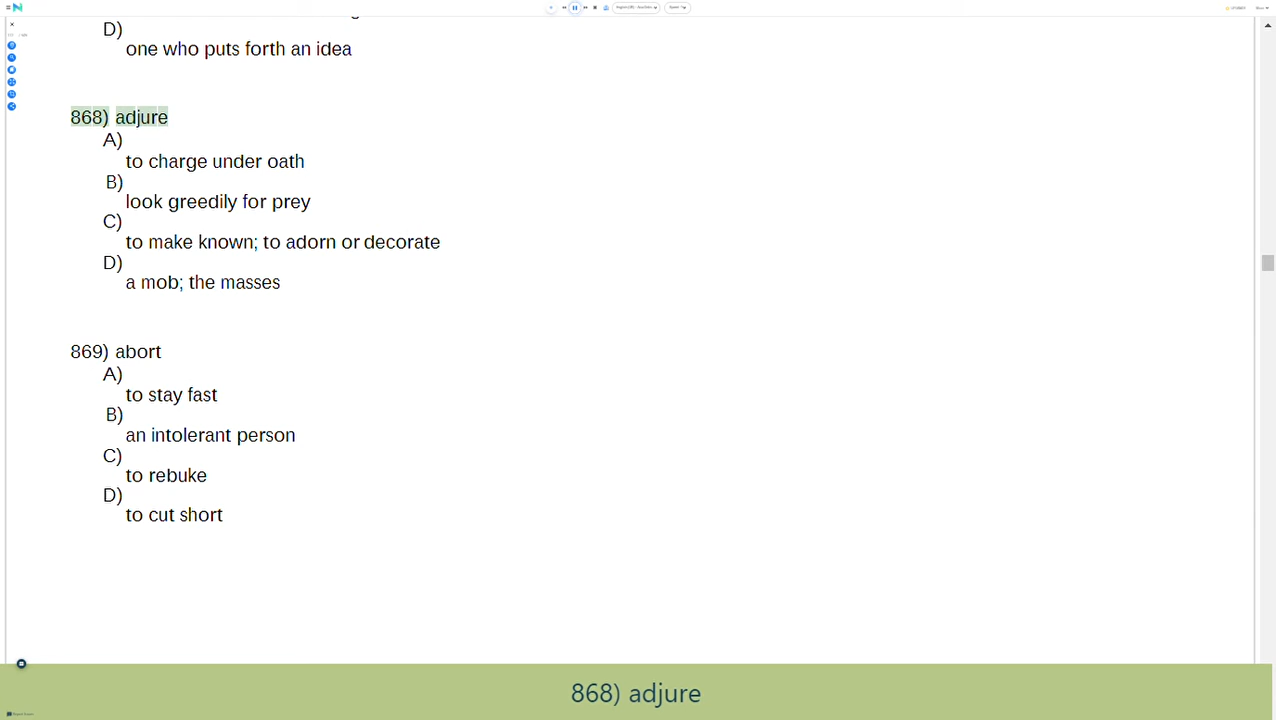 D)
one who puts forth an idea
868) adjure
A)
to charge under oath
B)
look greedily for prey
C)
to make known; to adorn or decorate
D)
a mob; the masses
869) abort
A)
to stay fast
B)
an intolerant person
C)
to rebuke
D)
to cut short
868) adjure